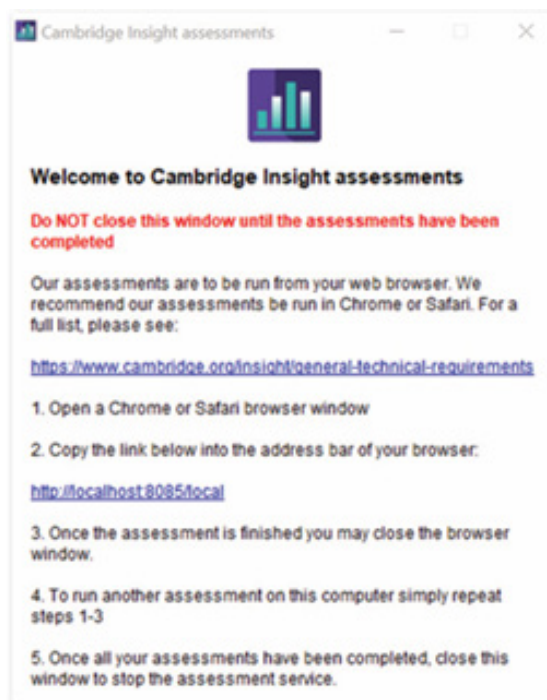 Cambridge Insight assessments
Welcome to Cambridge Insight assessments
Do NOT close this window until the assessments have been
completed
Our assessments are to be run from your web browser. We
recommend our assessments be run in Chrome or Safari. For a
full list, please see:
https://www.cambridge.org/insight/general-technical-requirements
1. Open a Chrome or Safari browser window
2. Copy the link below into the address bar of your browser:
http://localhost:8085/local
3. Once the assessment is finished you may close the browser
window.
4. To run another assessment on this computer simply repeat
steps 1-3
5. Once all your assessments have been completed, close this
window to stop the assessment service.